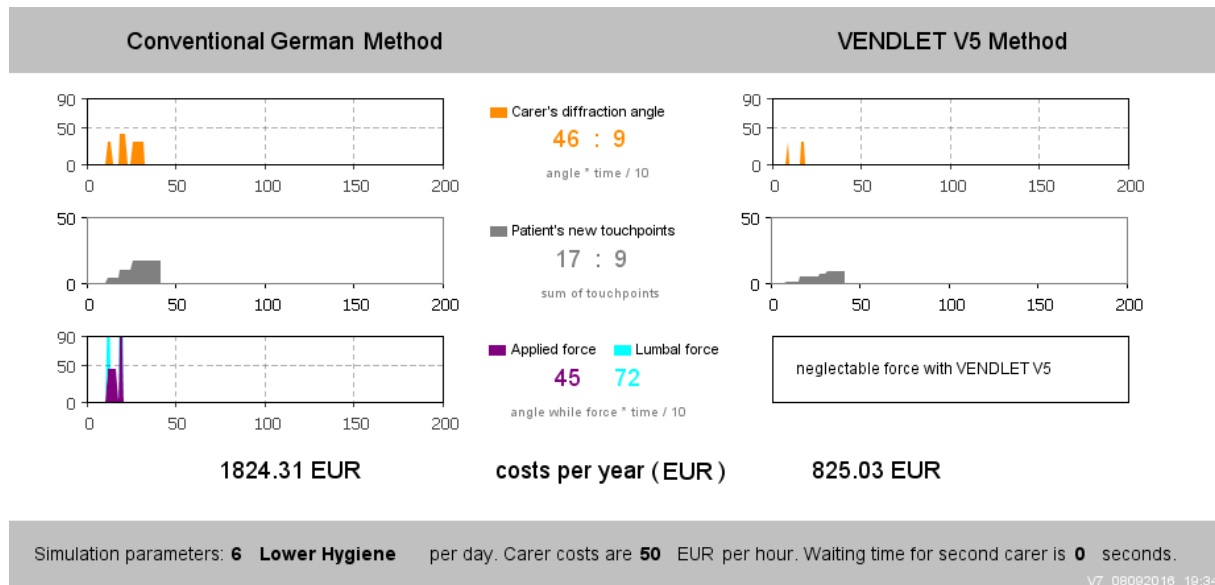 Conventional German Method
VENDLET V5 Method
90
50
0
0 50 100 150 200
Carer's diffraction angle
46 : 9
angle * time / 10
90
50
0
0 50 100 150 200
50
0
0 50 100 150 200
Patient's new touchpoints
17 : 9
sum of touchpoints
50
0
0 50 100 150 200
90
50
0
0 50 100 150 200
Applied force Lumbal force
45 72
angle while force * time / 10
neglectable force with VENDLET V5
1824.31 EUR costs per year (EUR) 825.03 EUR
Simulation parameters: 6 Lower Hygiene per day. Carer costs are 50 EUR per hour. Waiting time for second carer is 0 seconds.
V7 08092016